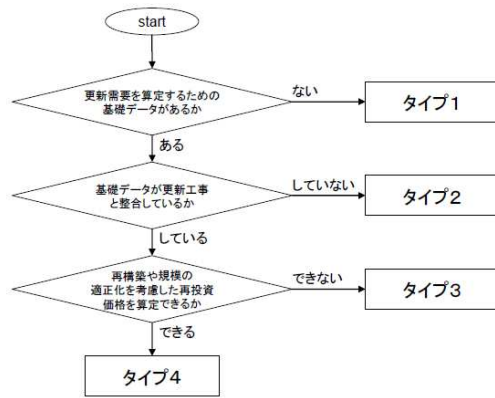 start
更新需要を算定するための
基礎データがあるか
ない
タイプ1
ある
基礎データが更新工事
と整合しているか
していない
タイプ2
している
再構築や規模の
適正化を考慮した再投資
価格を算定できるか
できない
タイプ3
できる
タイプ4